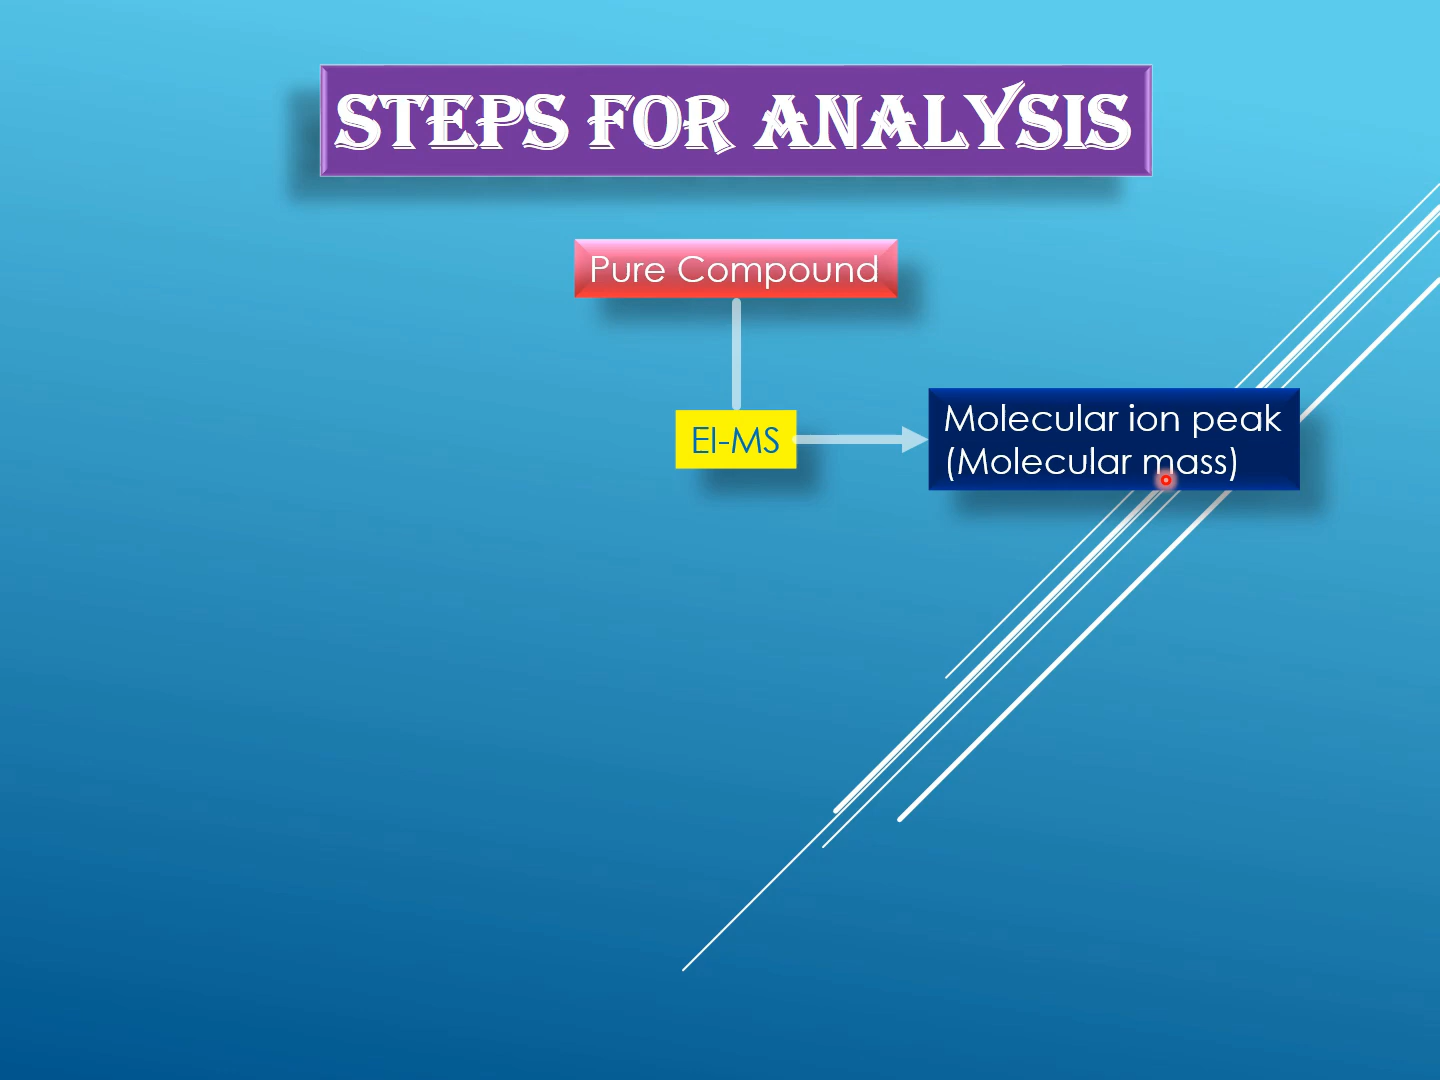 STEPS FOR ANALYSIS
Pure Compound
EI-MS
Molecular ion peak
(Molecular mass)